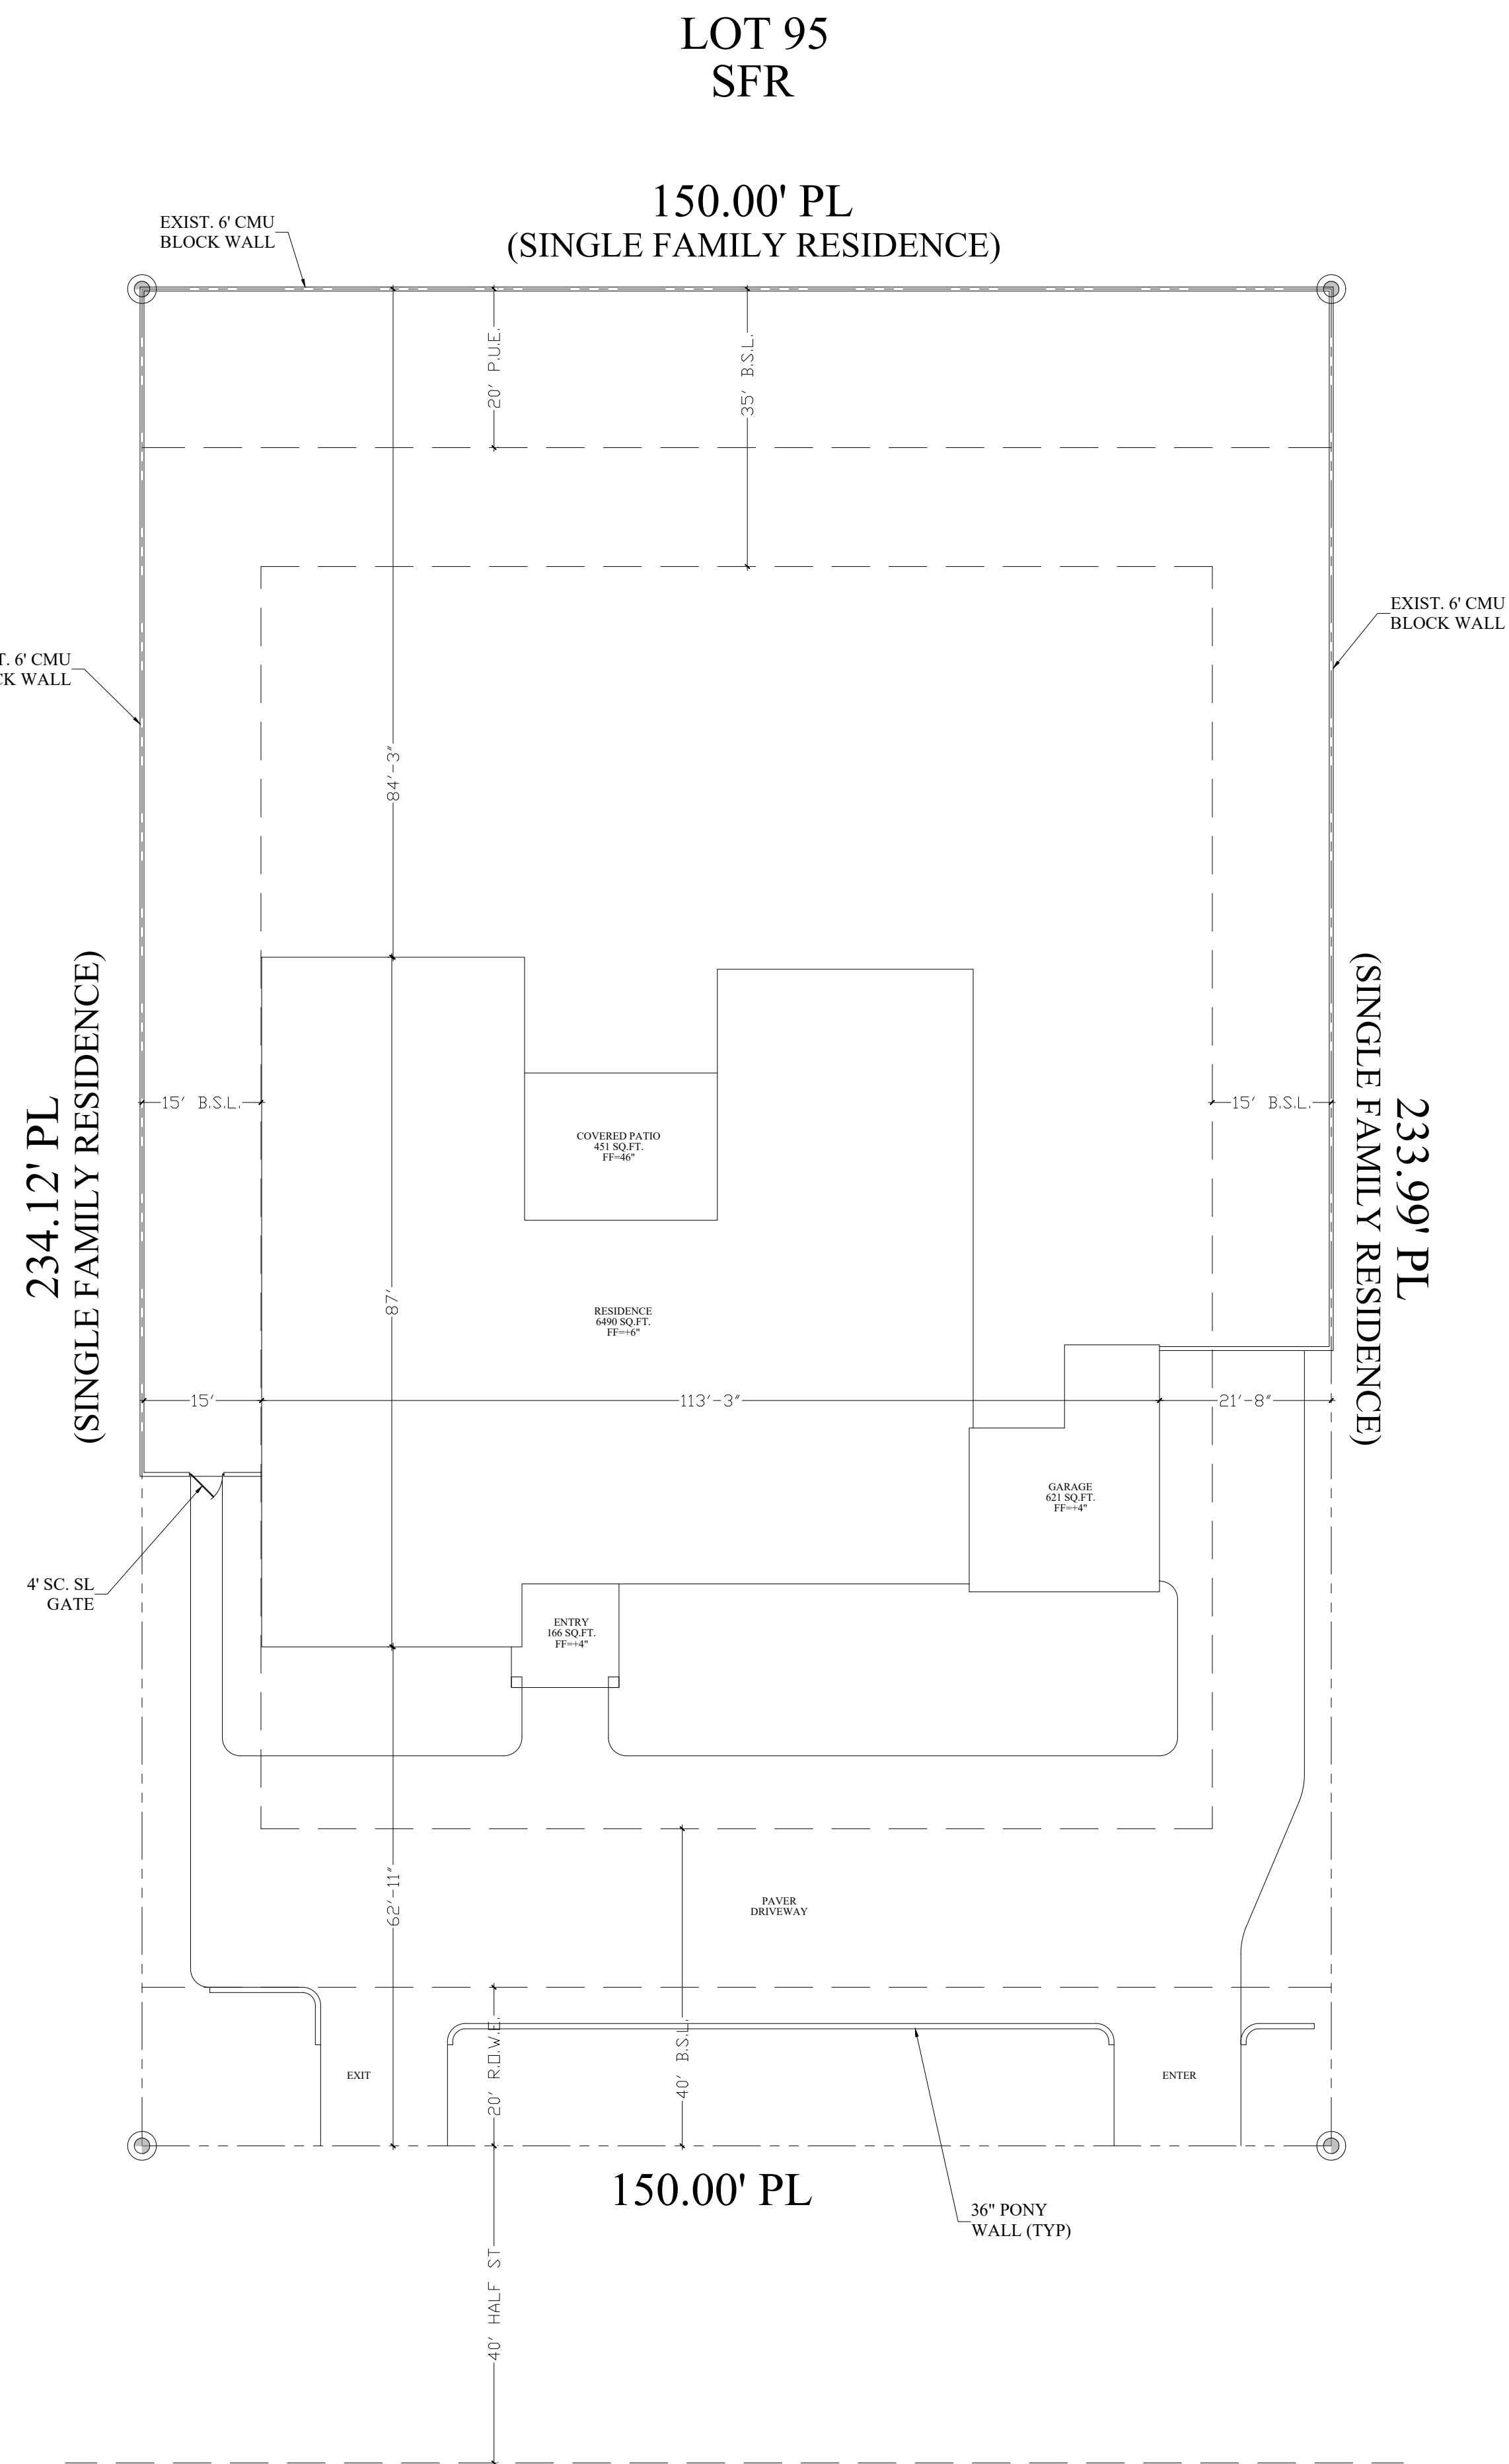 LOT 95
SFR
150.00' PL
(SINGLE FAMILY RESIDENCE)
EXIST. 6' CMU
BLOCK WALL
20' P.U.E.
35' B.S.L.
EXIST. 6' CMU
BLOCK WALL
T. 6' CMU
CK WALL
84'-3"
234.12' PL
(SINGLE FAMILY RESIDENCE)
15' B.S.L.
COVERED PATIO
451 SQ.FT.
FF=46"
15' B.S.L.
(SINGLE FAMILY RESIDENCE)
233.99' PL
87'
RESIDENCE
6490 SQ.FT.
FF=+6"
15'
113'-3"
21'-8"
GARAGE
621 SQ.FT.
FF=+4"
4' SC. SL
GATE
ENTRY
166 SQ.FT.
FF=+4"
62'-11"
PAVER
DRIVEWAY
20' R.O.W.E.
40' B.S.L.
EXIT
ENTER
150.00' PL
36" PONY
WALL (TYP)
40' HALF ST